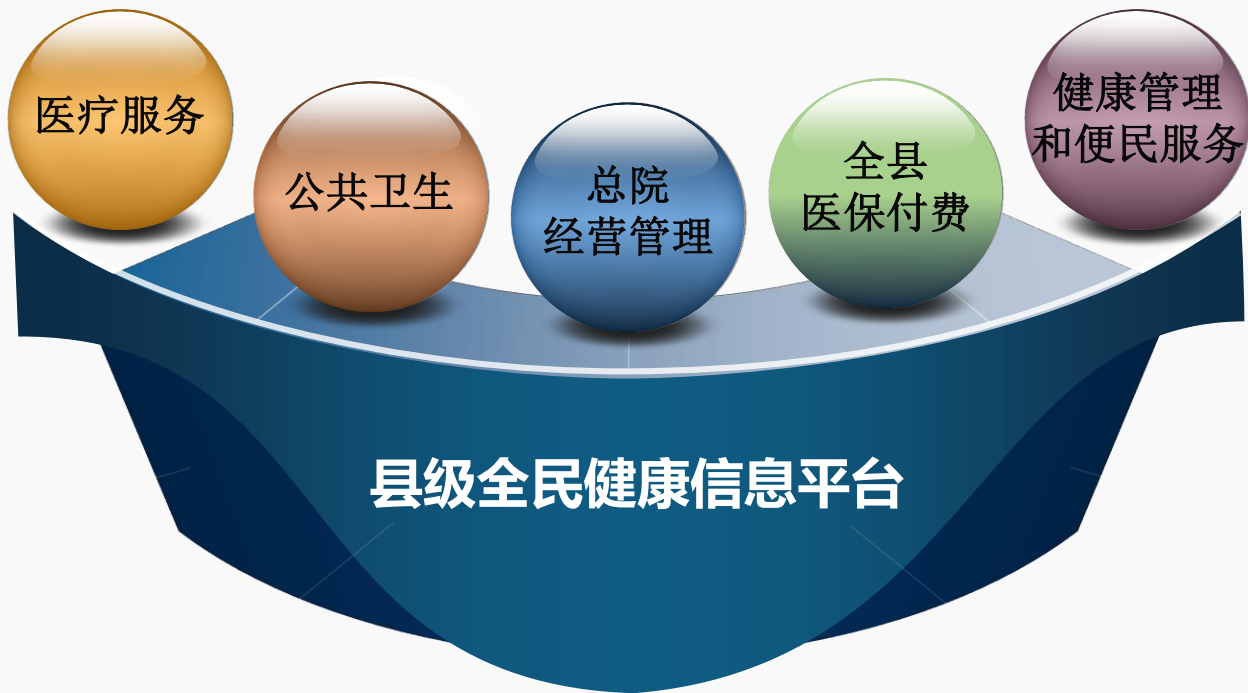 医疗服务
公共卫生
总院
经营管理
全县
医保付费
健康管理
和便民服务
县级全民健康信息平台